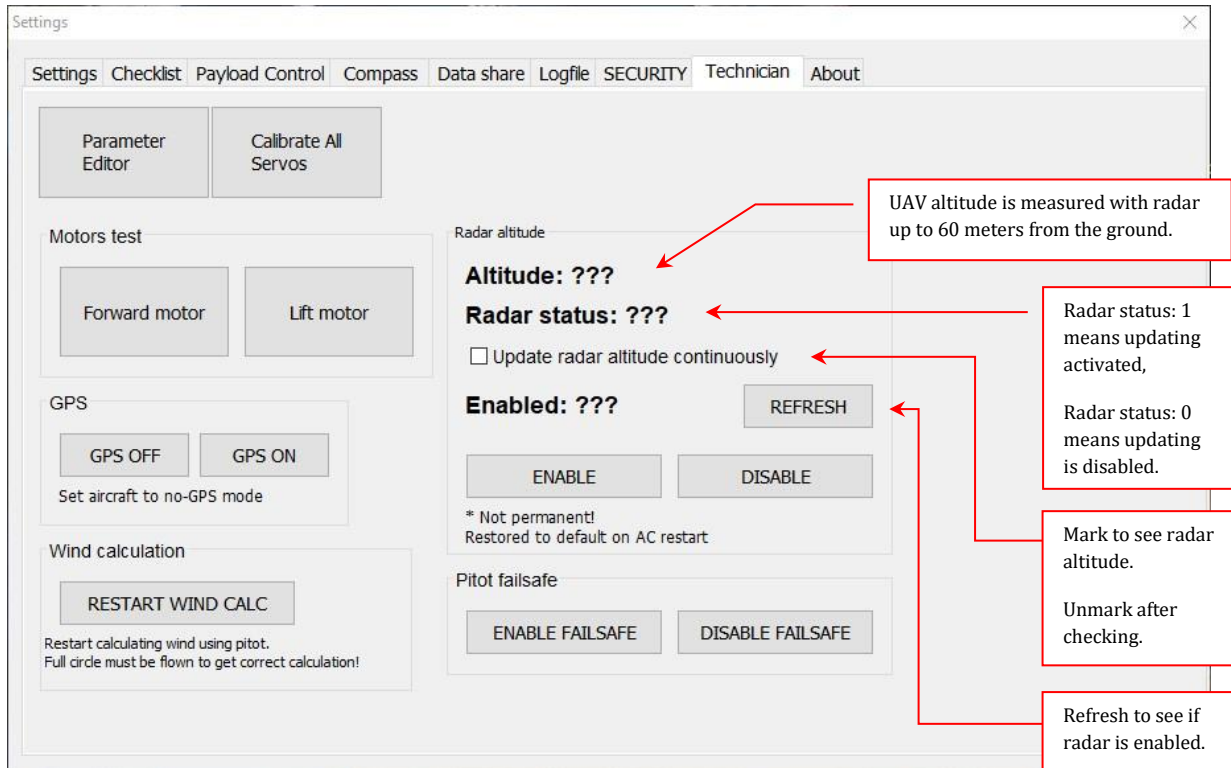 Settings
Settings Checklist Payload Control Compass Data share Logfile SECURITY Technician About
Parameter
Editor
Calibrate All
Servos
Motors test
Forward motor
Lift motor
GPS
GPS OFF
GPS ON
Set aircraft to no-GPS mode
Wind calculation
RESTART WIND CALC
Restart calculating wind using pitot.
Full circle must be flown to get correct calculation!
Radar altitude
Altitude: ???
Radar status: ???
Update radar altitude continuously
Enabled: ???
REFRESH
ENABLE
DISABLE
* Not permanent!
Restored to default on AC restart
Pitot failsafe
ENABLE FAILSAFE
DISABLE FAILSAFE
UAV altitude is measured with radar
up to 60 meters from the ground.
Radar status: 1
means updating
activated,
Radar status: 0
means updating
is disabled.
Mark to see radar
altitude.
Unmark after
checking.
Refresh to see if
radar is enabled.